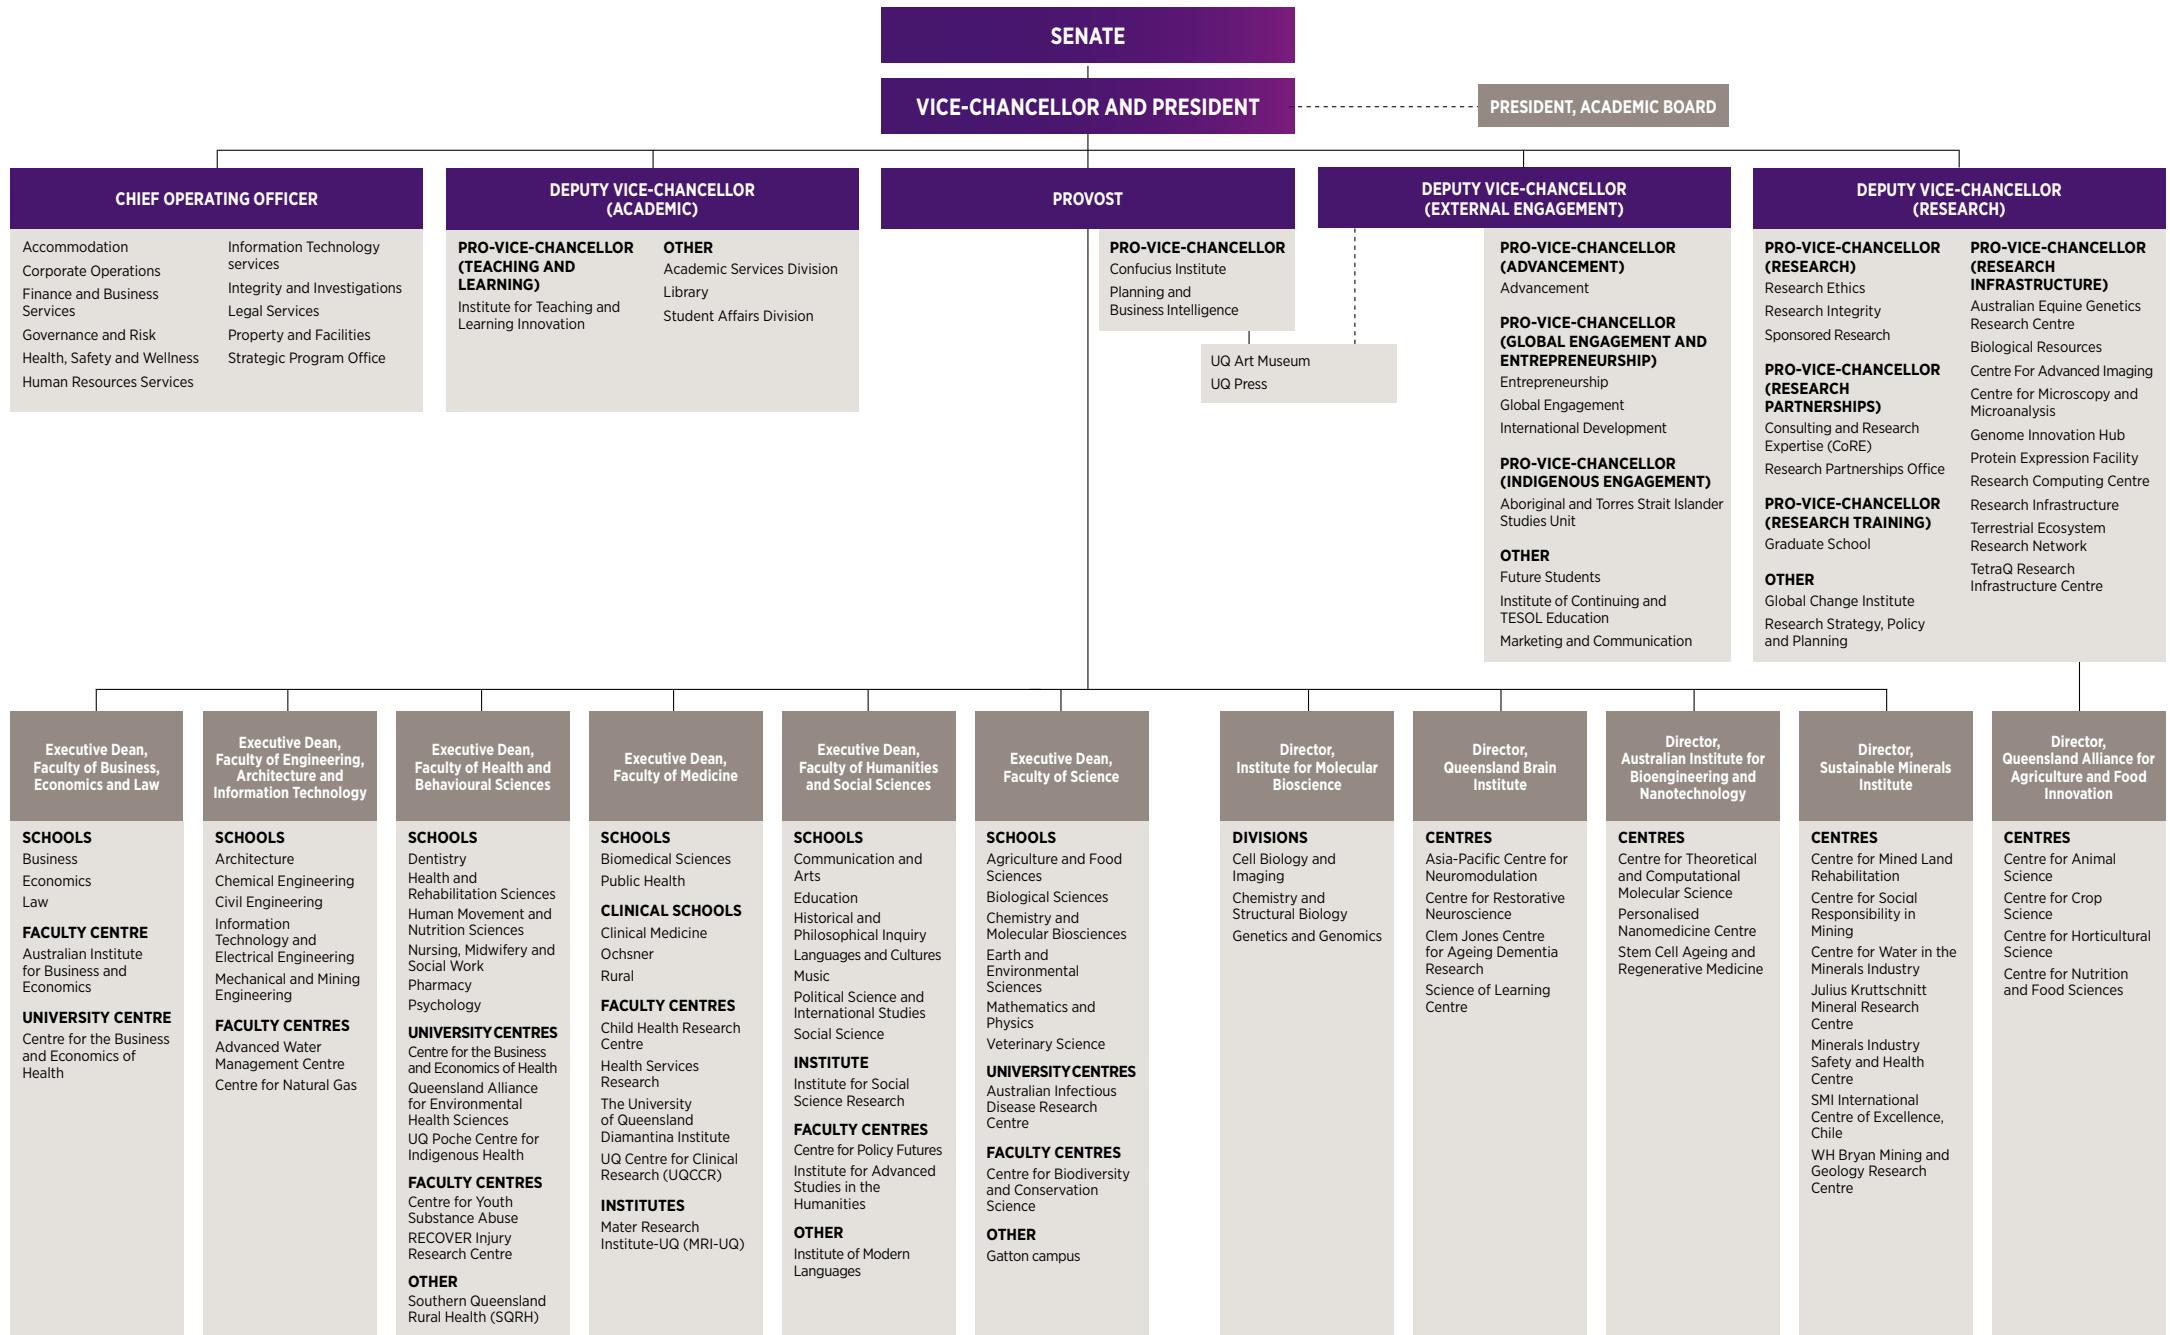 SENATE
VICE-CHANCELLOR AND PRESIDENT
PRESIDENT, ACADEMIC BOARD
CHIEF OPERATING OFFICER
Accommodation
Corporate Operations
Finance and Business
Services
Governance and Risk
Health, Safety and Wellness
Human Resources Services
Information Technology
services
Integrity and Investigations
Legal Services
Property and Facilities
Strategic Program Office
DEPUTY VICE-CHANCELLOR
(ACADEMIC)
PRO-VICE-CHANCELLOR
(TEACHING AND
LEARNING)
Institute for Teaching and
Learning Innovation
OTHER
Academic Services Division
Library
Student Affairs Division
PROVOST
PRO-VICE-CHANCELLOR
Confucius Institute
Planning and
Business Intelligence
UQ Art Museum
UQ Press
DEPUTY VICE-CHANCELLOR
(EXTERNAL ENGAGEMENT)
PRO-VICE-CHANCELLOR
(ADVANCEMENT)
Advancement
PRO-VICE-CHANCELLOR
(GLOBAL ENGAGEMENT AND
ENTREPRENEURSHIP)
Entrepreneurship
Global Engagement
International Development
PRO-VICE-CHANCELLOR
(INDIGENOUS ENGAGEMENT)
Aboriginal and Torres Strait Islander
Studies Unit
OTHER
Future Students
Institute of Continuing and
TESOL Education
Marketing and Communication
DEPUTY VICE-CHANCELLOR
(RESEARCH)
PRO-VICE-CHANCELLOR
(RESEARCH)
Research Ethics
Research Integrity
Sponsored Research
PRO-VICE-CHANCELLOR
(RESEARCH
PARTNERSHIPS)
Consulting and Research
Expertise (CoRE)
Research Partnerships Office
PRO-VICE-CHANCELLOR
(RESEARCH TRAINING)
Graduate School
OTHER
Global Change Institute
Research Strategy, Policy
and Planning
PRO-VICE-CHANCELLOR
(RESEARCH
INFRASTRUCTURE)
Australian Equine Genetics
Research Centre
Biological Resources
Centre For Advanced Imaging
Centre for Microscopy and
Microanalysis
Genome Innovation Hub
Protein Expression Facility
Research Computing Centre
Research Infrastructure
Terrestrial Ecosystem
Research Network
TetraQ Research
Infrastructure Centre
Executive Dean,
Faculty of Business,
Economics and Law
SCHOOLS
Business
Economics
Law
FACULTY CENTRE
Australian Institute
for Business and
Economics
UNIVERSITY CENTRE
Centre for the Business
and Economics of
Health
Executive Dean,
Faculty of Engineering,
Architecture and
Information Technology
SCHOOLS
Architecture
Chemical Engineering
Civil Engineering
Information
Technology and
Electrical Engineering
Mechanical and Mining
Engineering
FACULTY CENTRES
Advanced Water
Management Centre
Centre for Natural Gas
Executive Dean,
Faculty of Health and
Behavioural Sciences
SCHOOLS
Dentistry
Health and
Rehabilitation Sciences
Human Movement and
Nutrition Sciences
Nursing, Midwifery and
Social Work
Pharmacy
Psychology
UNIVERSITY CENTRES
Centre for the Business
and Economics of Health
Queensland Alliance
for Environmental
Health Sciences
UQ Poche Centre for
Indigenous Health
FACULTY CENTRES
Centre for Youth
Substance Abuse
RECOVER Injury
Research Centre
OTHER
Southern Queensland
Rural Health (SQRH)
Executive Dean,
Faculty of Medicine
SCHOOLS
Biomedical Sciences
Public Health
CLINICAL SCHOOLS
Clinical Medicine
Ochsner
Rural
FACULTY CENTRES
Child Health Research
Centre
Health Services
Research
The University
of Queensland
Diamantina Institute
UQ Centre for Clinical
Research (UQCCR)
INSTITUTES
Mater Research
Institute-UQ (MRI-UQ)
Executive Dean,
Faculty of Humanities
and Social Sciences
SCHOOLS
Communication and
Arts
Education
Historical and
Philosophical Inquiry
Languages and Cultures
Music
Political Science and
International Studies
Social Science
INSTITUTE
Institute for Social
Science Research
FACULTY CENTRES
Centre for Policy Futures
Institute for Advanced
Studies in the
Humanities
OTHER
Institute of Modern
Languages
Executive Dean,
Faculty of Science
SCHOOLS
Agriculture and Food
Sciences
Biological Sciences
Chemistry and
Molecular Biosciences
Earth and
Environmental
Sciences
Mathematics and
Physics
Veterinary Science
UNIVERSITY CENTRES
Australian Infectious
Disease Research
Centre
FACULTY CENTRES
Centre for Biodiversity
and Conservation
Science
OTHER
Gatton campus
Director,
Institute for Molecular
Bioscience
DIVISIONS
Cell Biology and
Imaging
Chemistry and
Structural Biology
Genetics and Genomics
Director,
Queensland Brain
Institute
CENTRES
Asia-Pacific Centre for
Neuromodulation
Centre for Restorative
Neuroscience
Clem Jones Centre
for Ageing Dementia
Research
Science of Learning
Centre
Director,
Australian Institute for
Bioengineering and
Nanotechnology
CENTRES
Centre for Theoretical
and Computational
Molecular Science
Personalised
Nanomedicine Centre
Stem Cell Ageing and
Regenerative Medicine
Director,
Sustainable Minerals
Institute
CENTRES
Centre for Mined Land
Rehabilitation
Centre for Social
Responsibility in
Mining
Centre for Water in the
Minerals Industry
Julius Kruttschnitt
Mineral Research
Centre
Minerals Industry
Safety and Health
Centre
SMI International
Centre of Excellence,
Chile
WH Bryan Mining and
Geology Research
Centre
Director,
Queensland Alliance for
Agriculture and Food
Innovation
CENTRES
Centre for Animal
Science
Centre for Crop
Science
Centre for Horticultural
Science
Centre for Nutrition
and Food Sciences